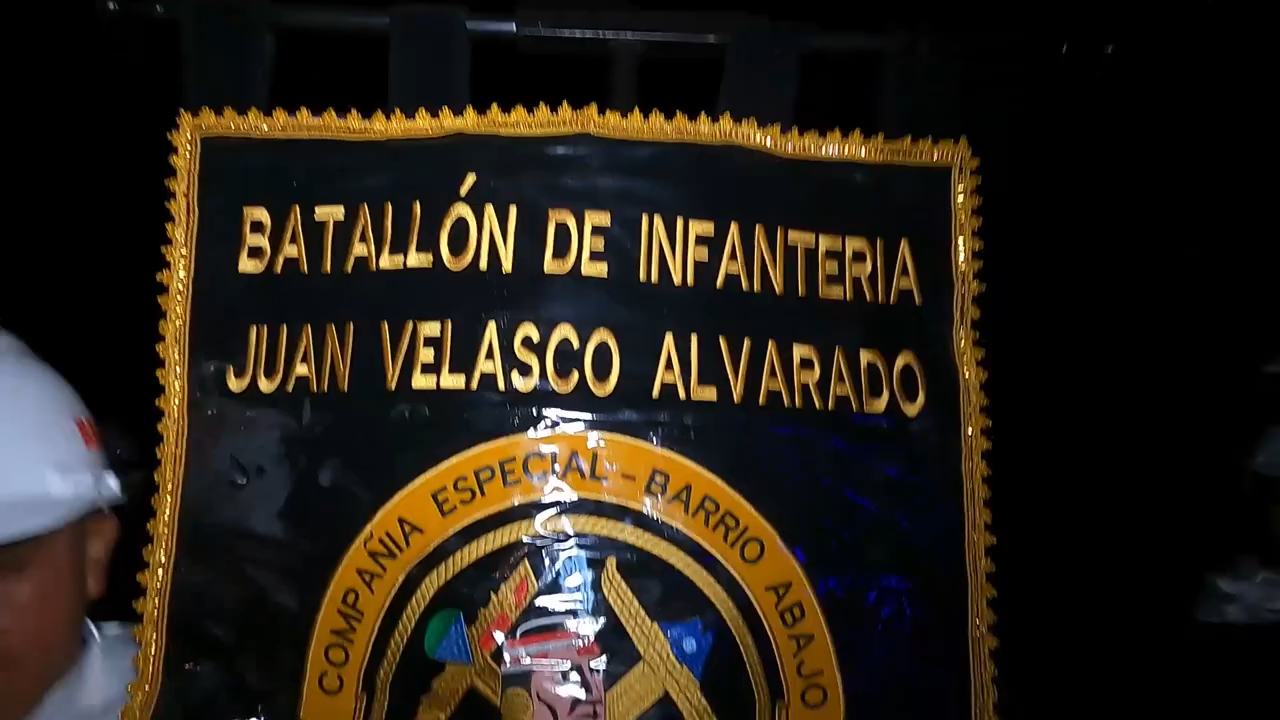 BATALLÓN DE INFANTERIA
JUAN VELASCO ALVARADO
COMPAÑIA ESPECIAL - BARRIO ABAJO